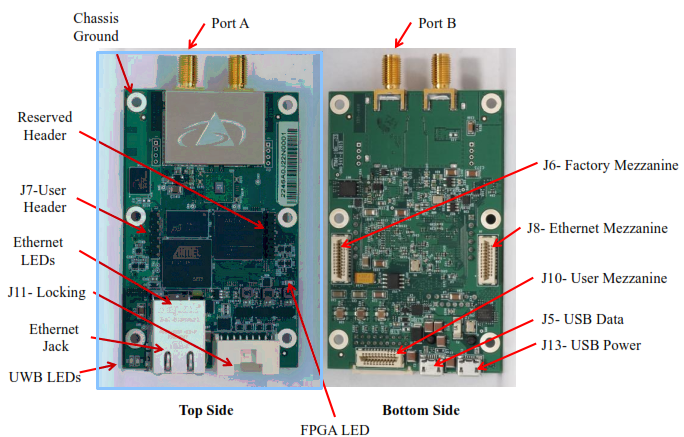 Chassis
Ground
Port A
Port B
Reserved
Header
J6- Factory Mezzanine
J7-User
Header
J8- Ethernet Mezzanine
Ethernet
LEDs
J10- User Mezzanine
J11- Locking
J5- USB Data
Ethernet
Jack
J13- USB Power
UWB LEDs
Top Side
Bottom Side
FPGA LED
ATMEL